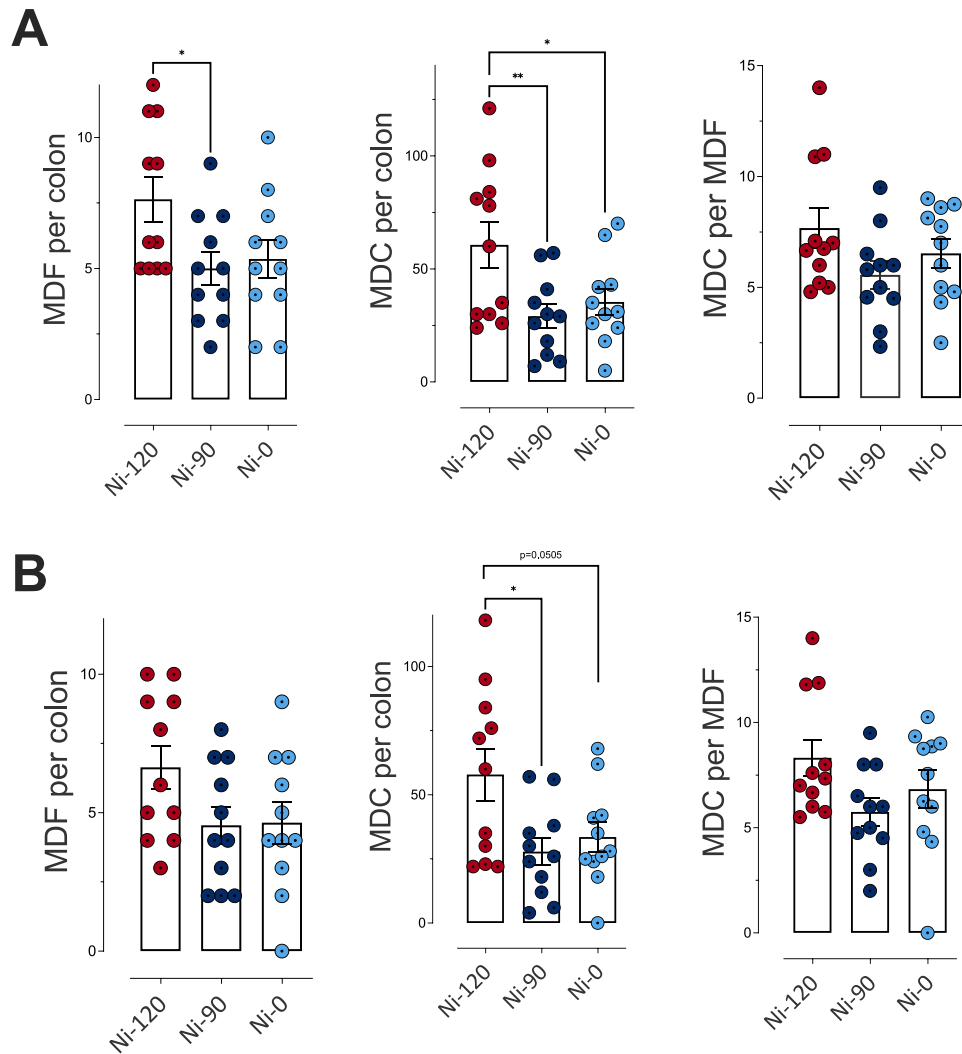 A
*
MDF per colon
10
5
0
Ni-120
Ni-90
Ni-0
*
**
MDC per colon
100
50
0
Ni-120
Ni-90
Ni-0
MDC per MDF
15
10
5
0
Ni-120
Ni-90
Ni-0
B
MDF per colon
10
5
0
Ni-120
Ni-90
Ni-0
p=0,0505
*
MDC per colon
100
50
0
Ni-120
Ni-90
Ni-0
MDC per MDF
15
10
5
0
Ni-120
Ni-90
Ni-0